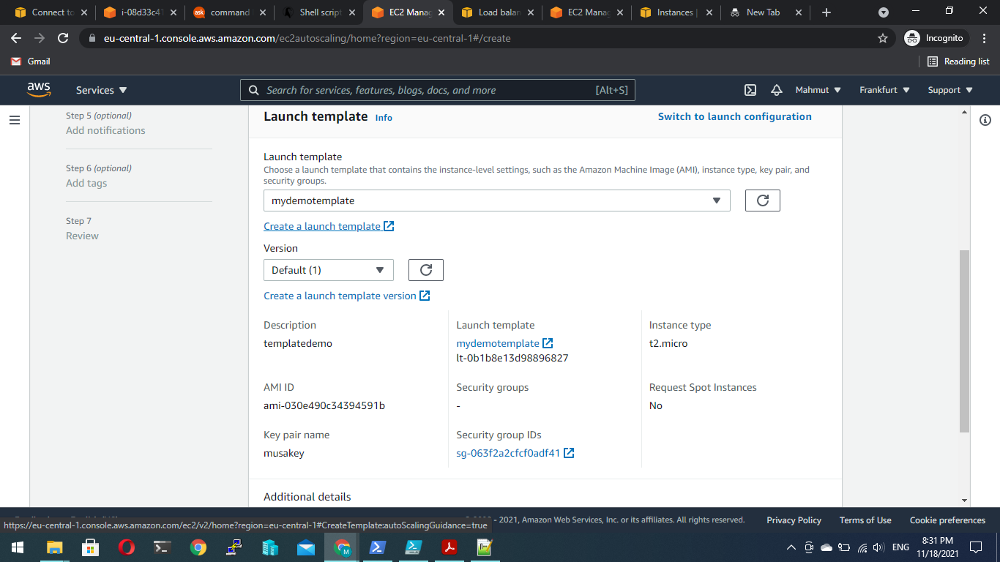 Connect to
i-08d33c41
command
Shell script
EC2 Manag
Load balan
EC2 Manag
Instances |
New Tab
eu-central-1.console.aws.amazon.com/ec2autoscaling/home?region=eu-central-1#/create
Incognito
Gmail
Reading list
aws
Services
Search for services, features, blogs, docs, and more
[Alt+S]
Mahmut
Frankfurt
Support
Step 5 (optional)
Add notifications
Step 6 (optional)
Add tags
Step 7
Review
Launch template Info
Switch to launch configuration
Launch template
Choose a launch template that contains the instance-level settings, such as the Amazon Machine Image (AMI), instance type, key pair, and
security groups.
mydemotemplate
Create a launch template
Version
Default (1)
Create a launch template version
Description
templatedemo
Launch template
mydemotemplate
lt-0b1b8e13d98896827
Instance type
t2.micro
AMI ID
ami-030e490c34394591b
Security groups
-
Request Spot Instances
No
Key pair name
musakey
Security group IDs
sg-063f2a2cfcf0adf41
Additional details
- 2021, Amazon Web Services, Inc. or its affiliates. All rights reserved.
Privacy Policy
Terms of Use
Cookie preferences
https://eu-central-1.console.aws.amazon.com/ec2/v2/home?region=eu-central-1#CreateTemplate:autoScalingGuidance=true
ENG
8:31 PM
11/18/2021